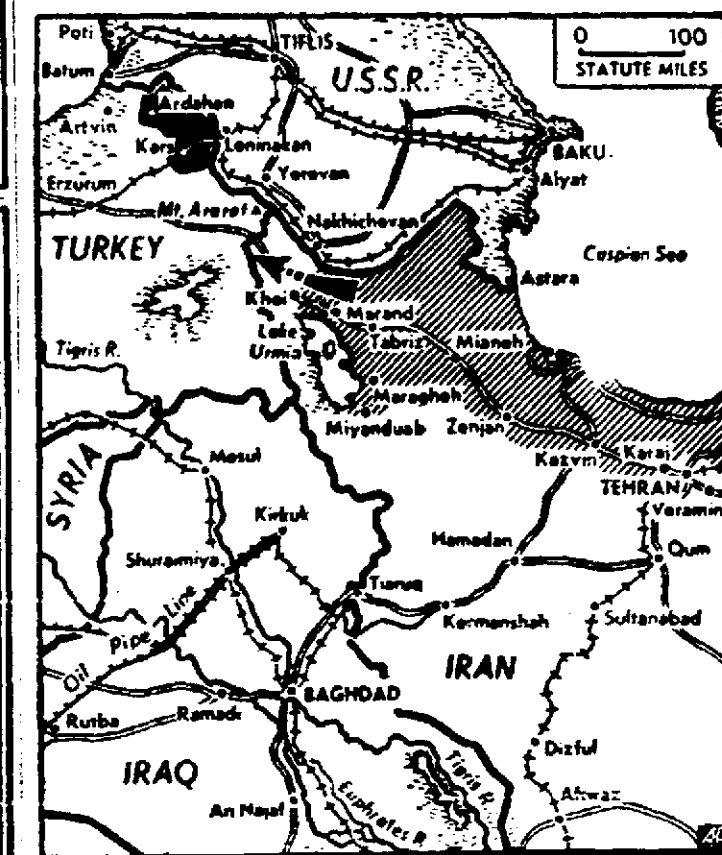 0 100
STATUTE MILES
Poti
TIFLIS
Batum
U.S.S.R.
Ardahan
Artvin
Kars
Leninakan
BAKU
Alyat
Erzurum
Yerevan
Mt. Ararat
Nakhichevan
TURKEY
Caspian Sea
Astara
Khoi
Marand
Lake
Urmia
Tabriz
Mianeh
Tigris R.
Maragheh
Miyanduab
Zenjan
Kazvin
Karaj
TEHRAN
Veramin
SYRIA
Mosul
Kirkuk
Hamadan
Qum
Shuraimiya
Kermanshah
Sultanabad
Oil Pipe Line
IRAN
BAGHDAD
Rutba
Ramadi
Dizful
IRAQ
Tigris R.
Euphrates R.
An Najaf
Ahwaz